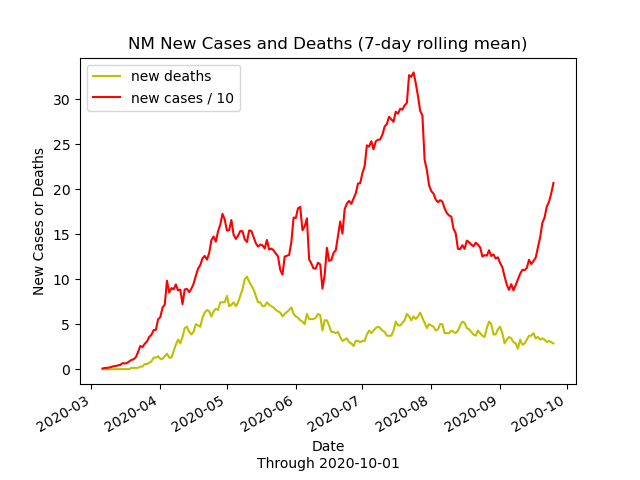 NM New Cases and Deaths (7-day rolling mean)
new deaths
new cases / 10
New Cases or Deaths
30
25
20
15
10
5
0
2020-03
2020-04
2020-05
2020-06
2020-07
2020-08
2020-09
2020-10
Date
Through 2020-10-01